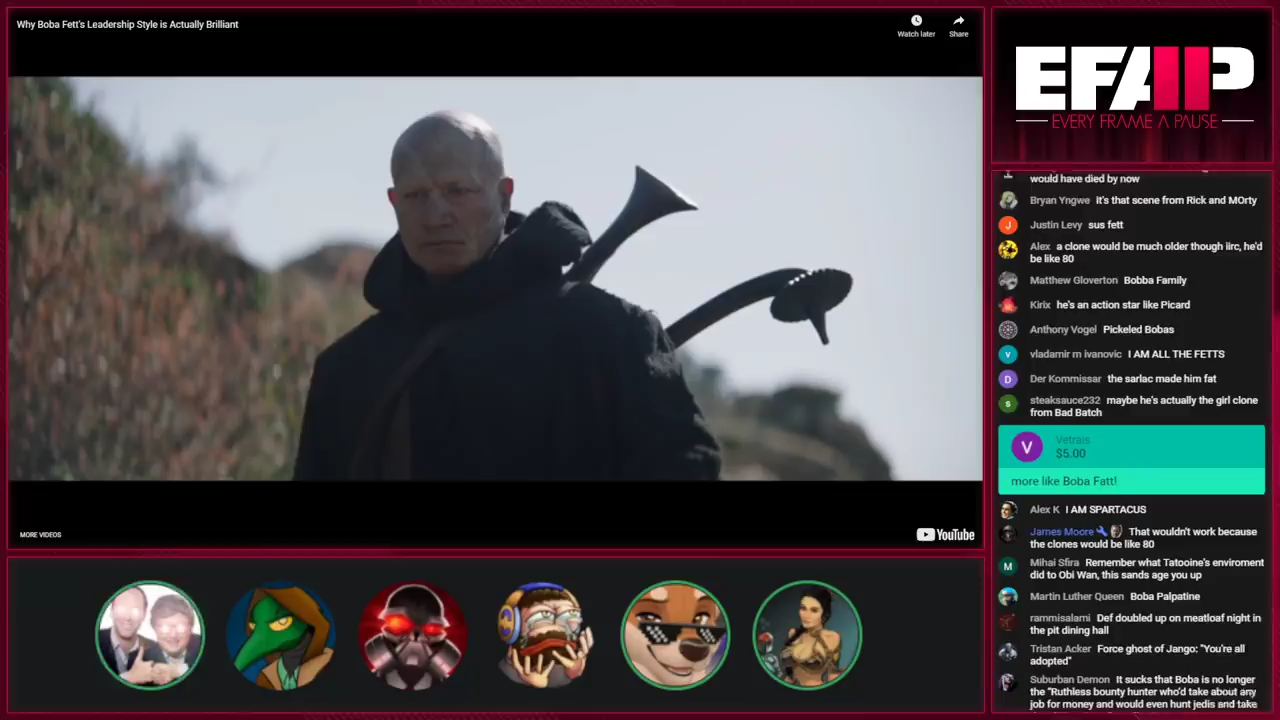 Why Boba Fett's Leadership Style is Actually Brilliant
Watch later
Share
MORE VIDEOS
YouTube
EFAP
EVERY FRAME A PAUSE
would have died by now
Bryan Yngwe It's that scene from Rick and MOrty
J
Justin Levy sus fett
Alex a clone would be much older though iirc, he'd
be like 80
Matthew Gloverton Bobba Family
Kirix he's an action star like Picard
Anthony Vogel Pickeled Bobas
V
vladamir m ivanovic I AM ALL THE FETTS
D
Der Kommissar the sarlac made him fat
s
steaksauce232 maybe he's actually the girl clone
from Bad Batch
V
Vetrais
$5.00
more like Boba Fatt!
Alex K I AM SPARTACUS
James Moore That wouldn't work because
the clones would be like 80
M
Mihai Sfira Remember what Tatooine's enviroment
did to Obi Wan, this sands age you up
Martin Luther Queen Boba Palpatine
rammisalami Def doubled up on meatloaf night in
the pit dining hall
Tristan Acker Force ghost of Jango: "You're all
adopted"
Suburban Demon It sucks that Boba is no longer
the "Ruthless bounty hunter who'd take about any
job for money and would even hunt jedis and take